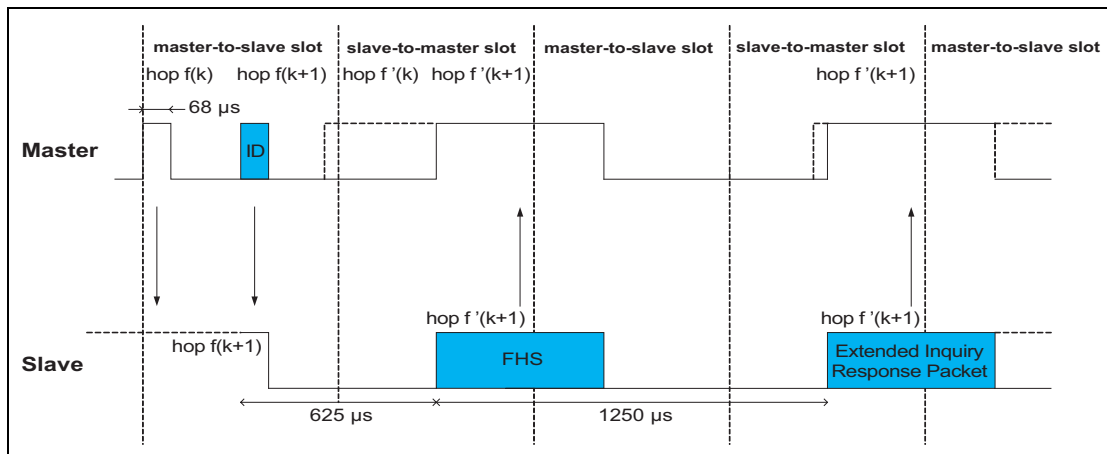 master-to-slave slot slave-to-master slot master-to-slave slot slave-to-master slot master-to-slave slot
hop f(k) hop f(k+1) hop f'(k) hop f'(k+1) hop f'(k+1)
68 µs
Master
ID
hop f(k+1) hop f'(k+1) hop f'(k+1)
Slave
FHS
Extended Inquiry
Response Packet
625 µs 1250 µs